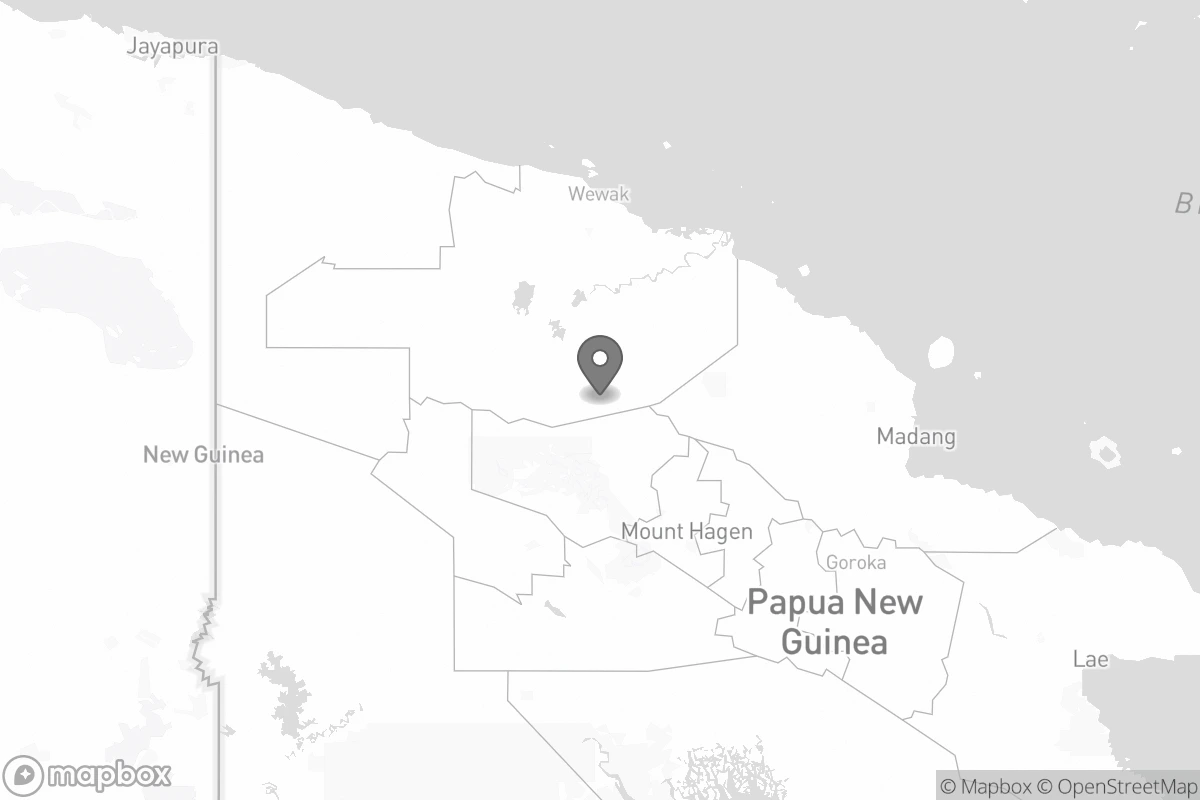 Jayapura
Wewak
New Guinea
Madang
Mount Hagen
Goroka
Papua New
Guinea
Lae
mapbox
© Mapbox © OpenStreetMap